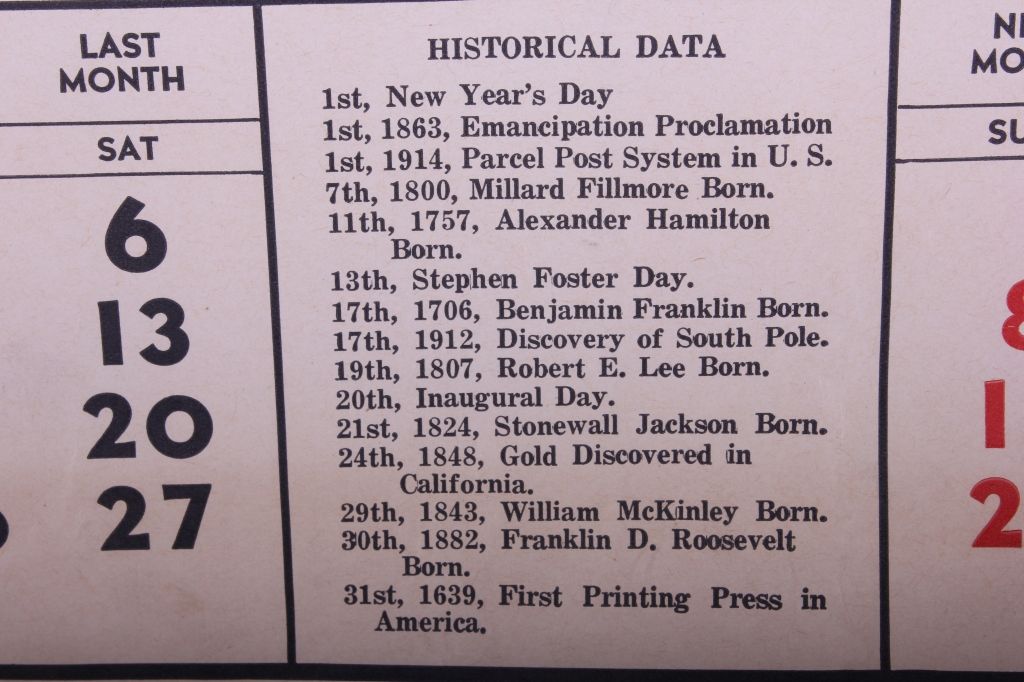 LAST
MONTH
SAT
6
13
20
27
HISTORICAL DATA
1st, New Year's Day
1st, 1863, Emancipation Proclamation
1st, 1914, Parcel Post System in U. S.
7th, 1800, Millard Fillmore Born.
11th, 1757, Alexander Hamilton
Born.
13th, Stephen Foster Day.
17th, 1706, Benjamin Franklin Born.
17th, 1912, Discovery of South Pole.
19th, 1807, Robert E. Lee Born.
20th, Inaugural Day.
21st, 1824, Stonewall Jackson Born.
24th, 1848, Gold Discovered in
California.
29th, 1843, William McKinley Born.
30th, 1882, Franklin D. Roosevelt
Born.
31st, 1639, First Printing Press in
America.